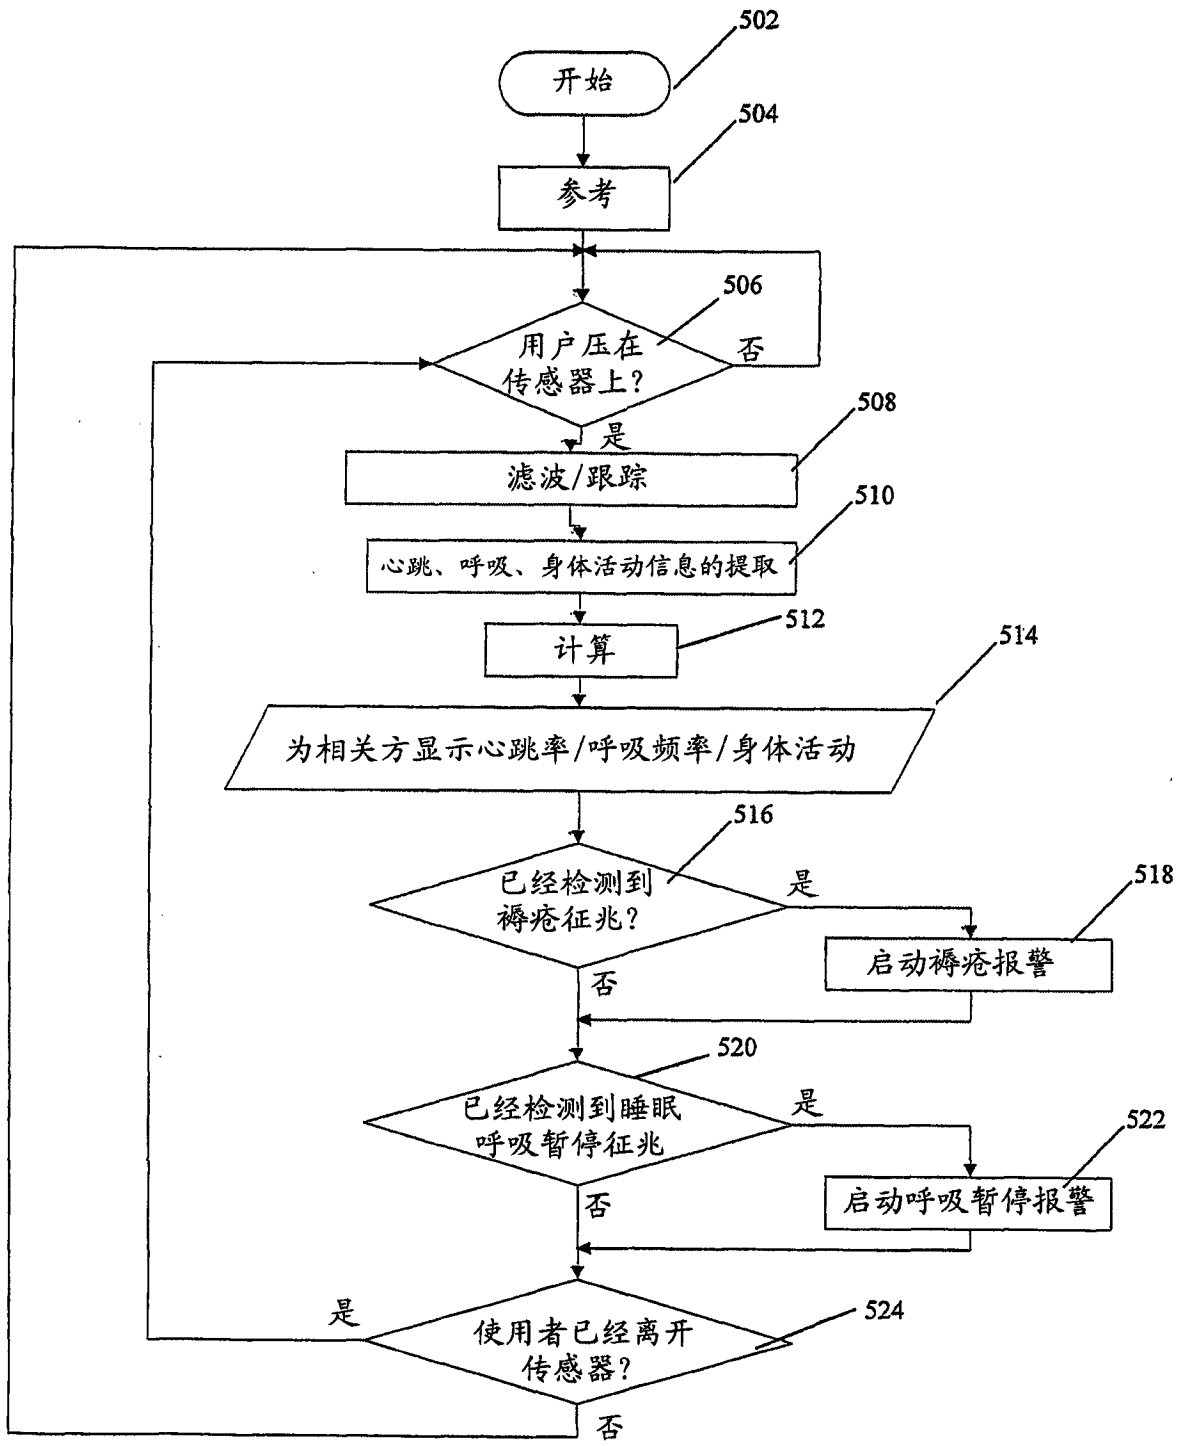 502
开始
504
参考
506
用户压在
传感器上?
否
是
508
滤波/跟踪
510
心跳、呼吸、身体活动信息的提取
512
计算
514
为相关方显示心跳率/呼吸频率/身体活动
516
已经检测到
褥疮征兆?
是
518
启动褥疮报警
否
520
已经检测到睡眠
呼吸暂停征兆
是
522
启动呼吸暂停报警
否
524
是
使用者已经离开
传感器?
否